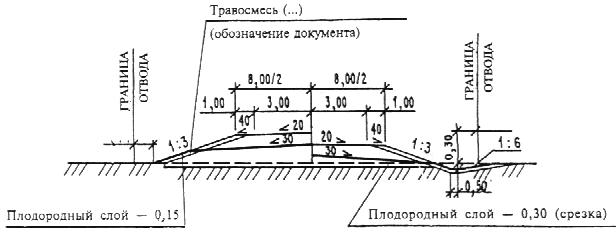 Травосмесь (...)
(обозначение документа)
ГРАНИЦА
ОТВОДА
8,00/2
8,00/2
ГРАНИЦА
ОТВОДА
1,00
3,00
3,00
1,00
40
20
40
1:3
30
20
30
1:3
0,30
1:6
0,50
Плодородный слой — 0,15
Плодородный слой — 0,30 (срезка)